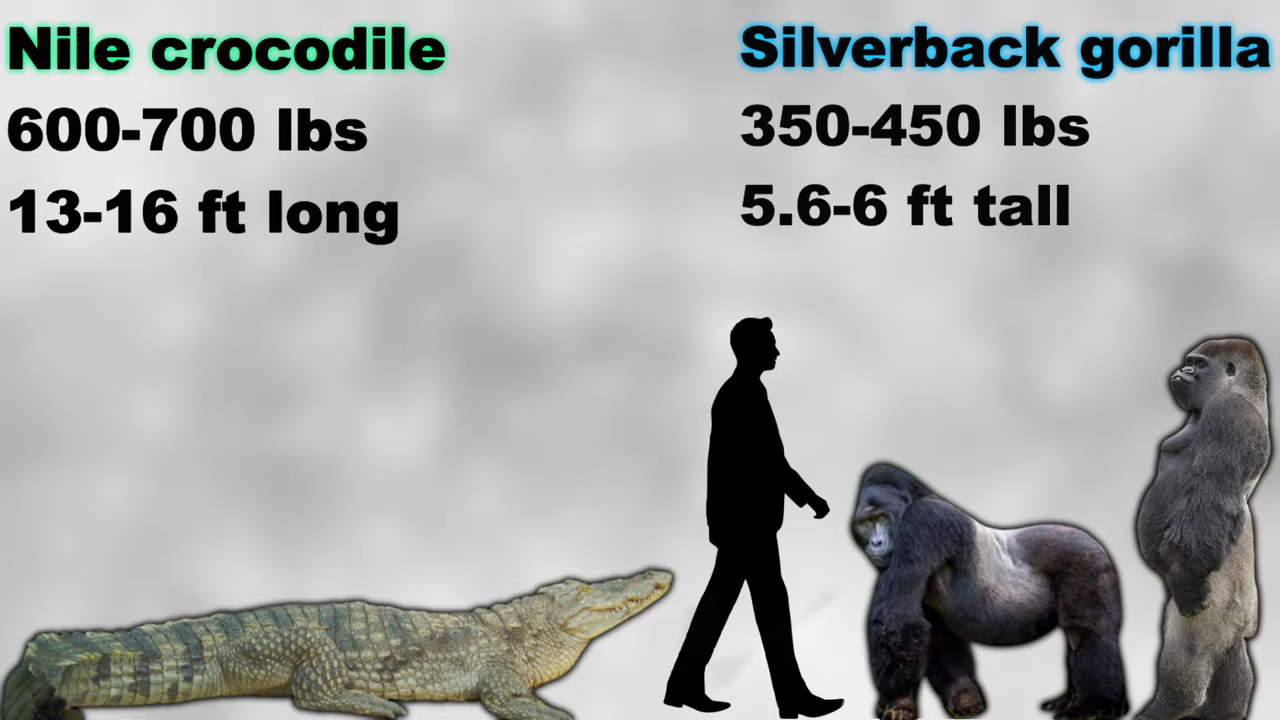 Nile crocodile
600-700 lbs
13-16 ft long
Silverback gorilla
350-450 lbs
5.6-6 ft tall